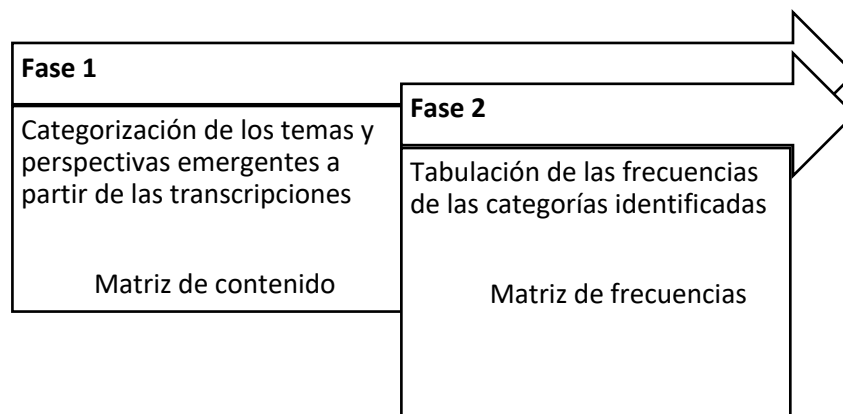 Fase 1
Categorización de los temas y
perspectivas emergentes a
partir de las transcripciones
Matriz de contenido
Fase 2
Tabulación de las frecuencias
de las categorías identificadas
Matriz de frecuencias